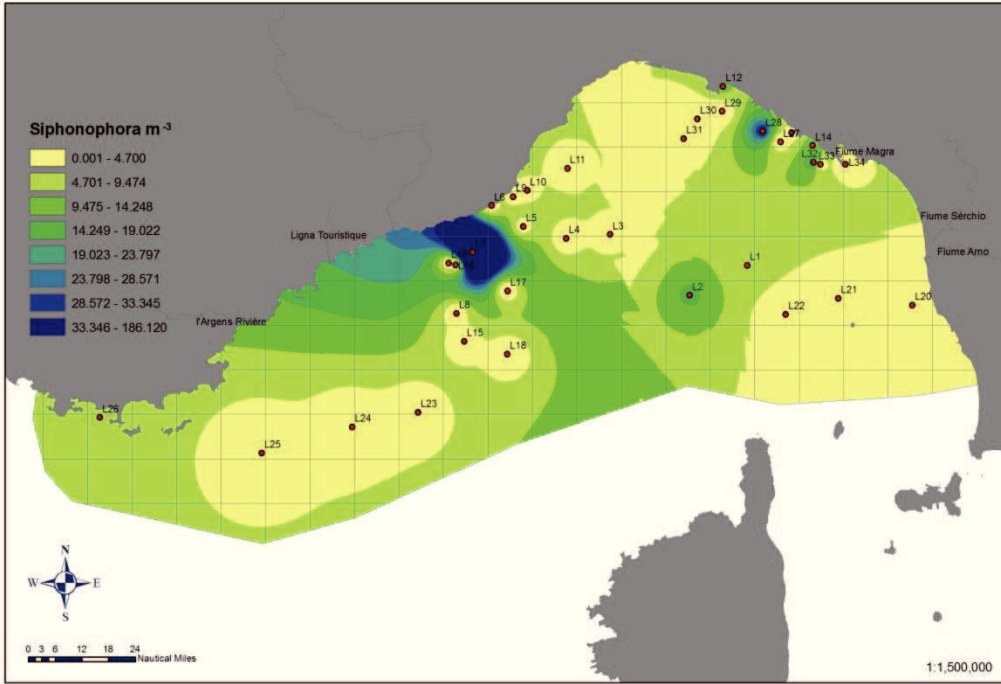 Siphonophora m⁻³
0.001 - 4.700
4.701 - 9.474
9.475 - 14.248
14.249 - 19.022
19.023 - 23.797
23.798 - 28.571
28.572 - 33.345
33.346 - 186.120
L12
L29
L30
L28
L31
L14
Fiume Magra
L32
L33
L34
L11
L10
L9
L6
L5
L4
L3
Fiume Sérchio
Ligna Touristique
Fiume Arno
L1
L2
L17
L21
L20
L22
l'Argens Rivière
L8
L15
L18
L26
L23
L24
L25
N
W
E
S
0 3 6 12 18 24
Nautical Miles
1:1,500,000